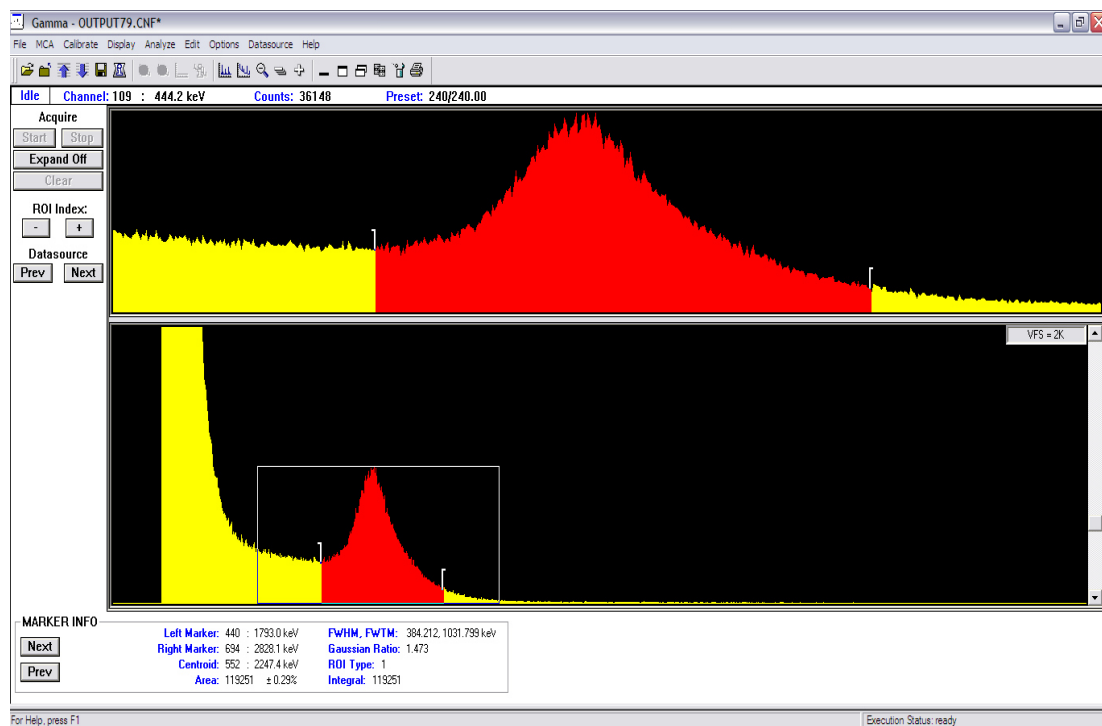 Gamma - OUTPUT79.CNF*
File MCA Calibrate Display Analyze Edit Options Datasource Help
Idle Channel: 109 : 444.2 keV Counts: 36148 Preset: 240/240.00
Acquire
Start Stop
Expand Off
Clear
ROI Index:
- +
Datasource
Prev Next
VFS = 2K
MARKER INFO
Next
Prev
Left Marker: 440 : 1793.0 keV FWHM, FWTM: 384.212, 1031.799 keV
Right Marker: 694 : 2828.1 keV Gaussian Ratio: 1.473
Centroid: 552 : 2247.4 keV ROI Type: 1
Area: 119251 ± 0.29% Integral: 119251
For Help, press F1 Execution Status: ready